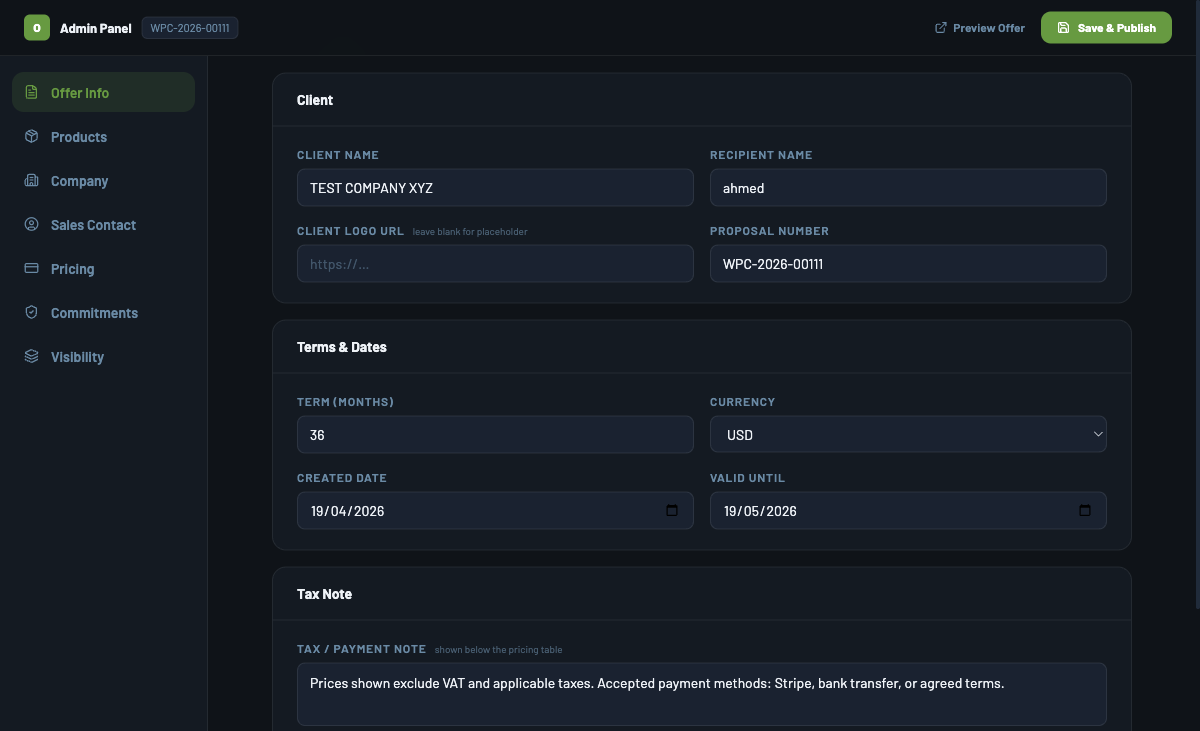 O Admin Panel WPC-2026-00111 Preview Offer Save & Publish
Offer Info
Products
Company
Sales Contact
Pricing
Commitments
Visibility
Client
CLIENT NAME RECIPIENT NAME
TEST COMPANY XYZ ahmed
CLIENT LOGO URL leave blank for placeholder PROPOSAL NUMBER
https://... WPC-2026-00111
Terms & Dates
TERM (MONTHS) CURRENCY
36 USD
CREATED DATE VALID UNTIL
19/04/2026 19/05/2026
Tax Note
TAX / PAYMENT NOTE shown below the pricing table
Prices shown exclude VAT and applicable taxes. Accepted payment methods: Stripe, bank transfer, or agreed terms.